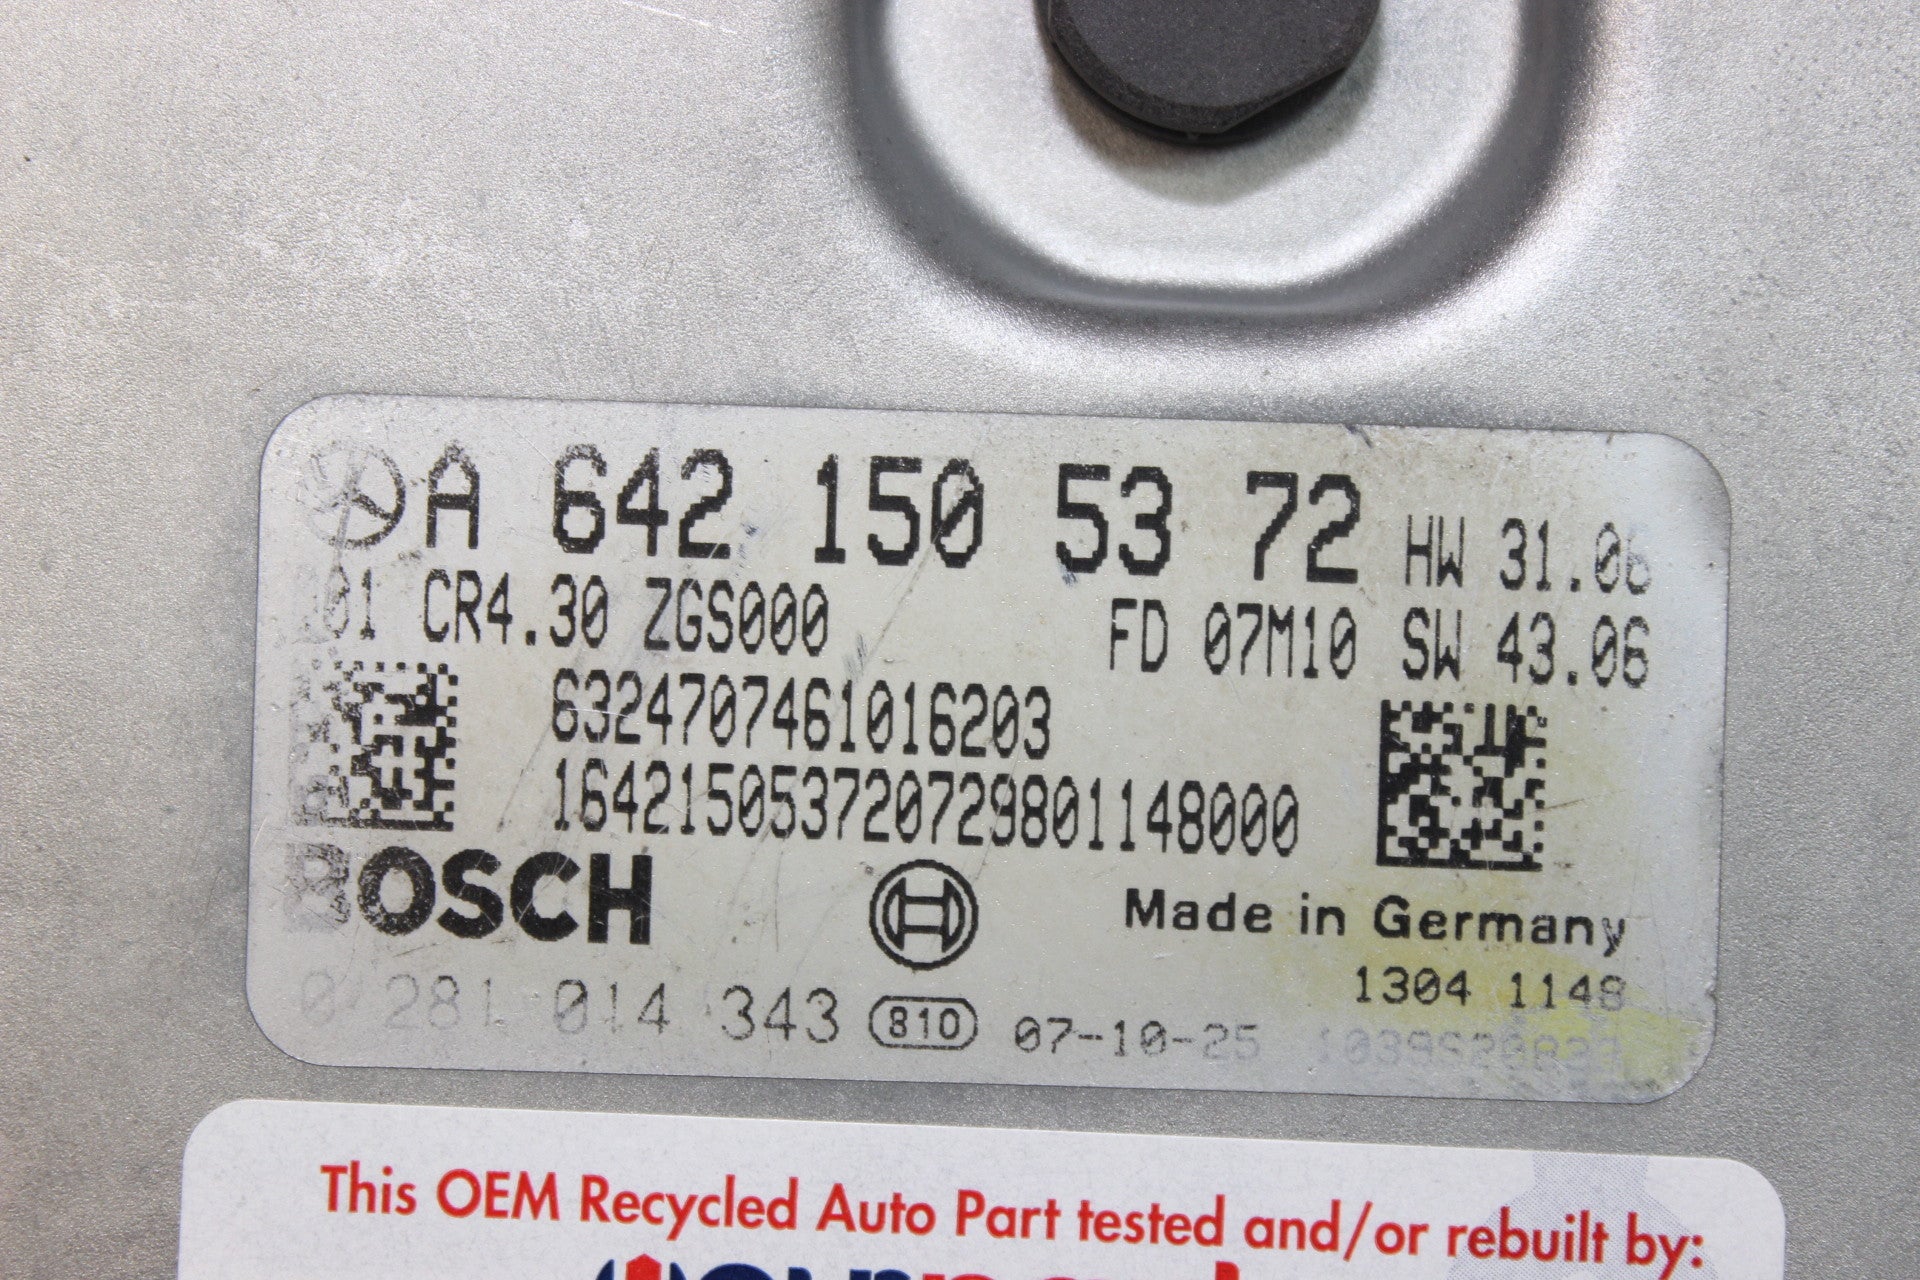 A 642 150 53 72 HW 31.06
01 CR4.30 ZGS000 FD 07M10 SW 43.06
6324707461016203
16421505372072980114 8000
BOSCH
Made in Germany
1304 1148
0 281 014 343 810 07-10-25
This OEM Recycled Auto Part tested and/or rebuilt by: